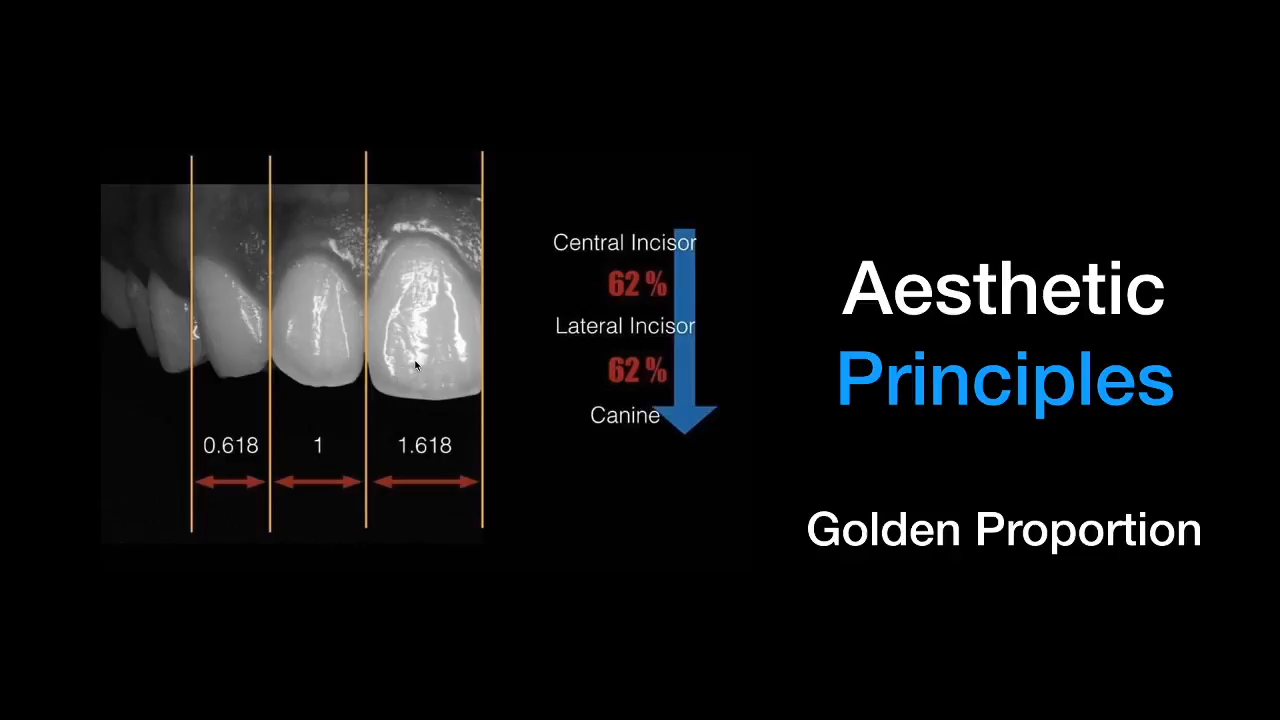 Central Incisor
62 %
Lateral Incisor
62 %
Canine
0.618
1
1.618
Aesthetic
Principles
Golden Proportion